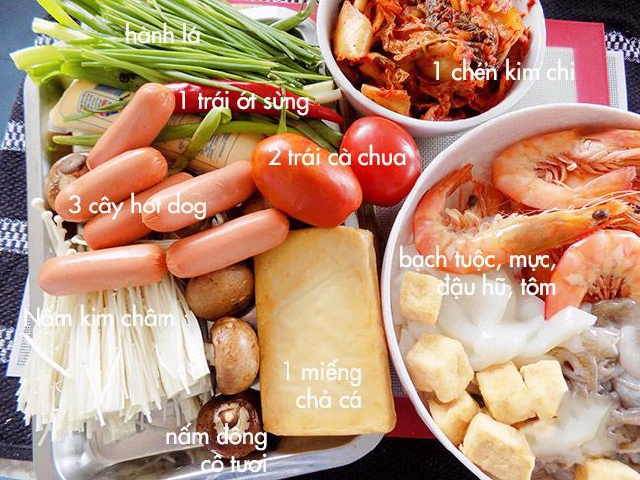 hành lá
1 chén kim chi
1 trái ớt sừng
2 trái cà chua
3 cây hot dog
bạch tuộc, mực,
đậu hũ, tôm
Nấm kim châm
1 miếng
chả cá
nấm đông
cô tươi